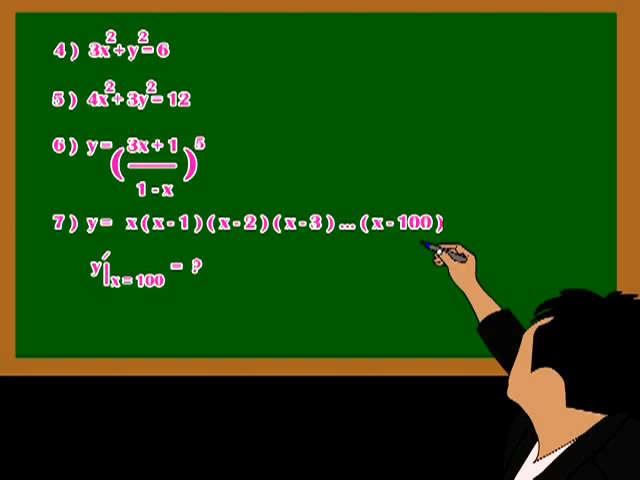 4) 3x²+y²=6
5) 4x²+3y²=12
6) y=(3x+1/1-x)⁵
7) y= x(x-1)(x-2)(x-3)...(x-100)
y'|x=100 = ?